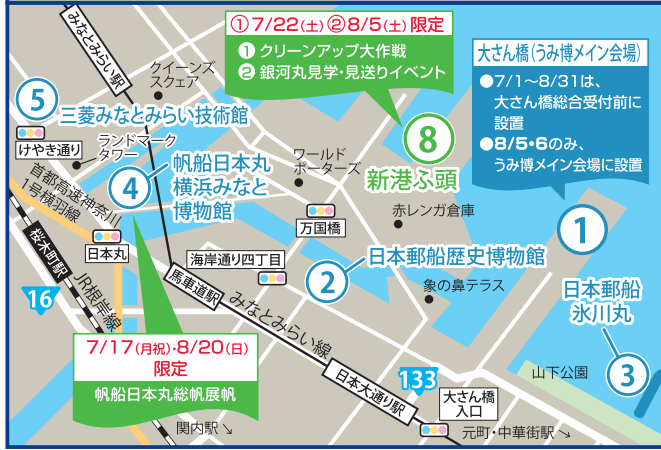 ① 7/22(土) ② 8/5(土) 限定
① クリーンアップ大作戦
② 銀河丸見学・見送りイベント
大さん橋(うみ博メイン会場)
●7/1〜8/31は、
大さん橋総合受付前に
設置
●8/5・6のみ、
うみ博メイン会場に設置
みなとみらい駅
クイーンズ
スクェア
⑤
三菱みなとみらい技術館
けやき通り
ランドマーク
タワー
④
帆船日本丸
横浜みなと
博物館
ワールド
ポーターズ
⑧
新港ふ頭
赤レンガ倉庫
①
首都高速神奈川
1号横羽線
日本丸
万国橋
桜木町駅
16
JR根岸線
海岸通り四丁目
馬車道駅
②
日本郵船歴史博物館
象の鼻テラス
日本郵船
氷川丸
③
みなとみらい線
7/17(月祝)・8/20(日)
限定
帆船日本丸総帆展帆
日本大通り駅
133
大さん橋
入口
山下公園
関内駅↘
元町・中華街駅↘